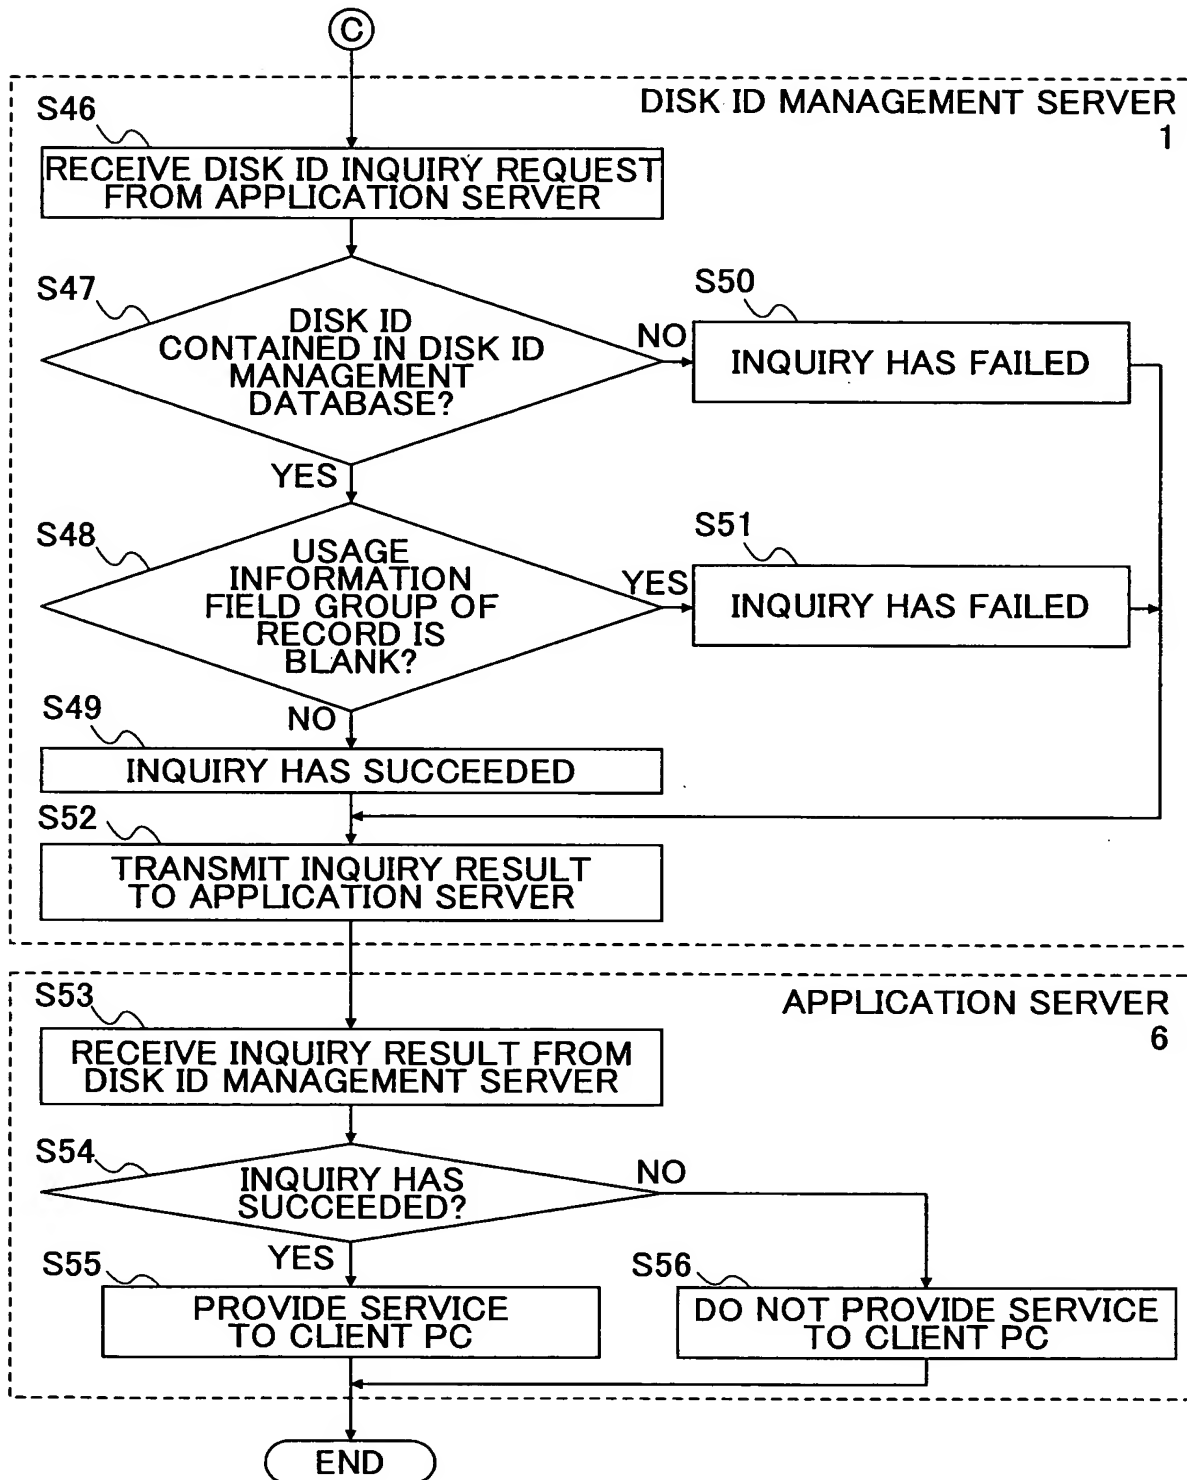 C
DISK ID MANAGEMENT SERVER
1
S46
RECEIVE DISK ID INQUIRY REQUEST
FROM APPLICATION SERVER
S47
DISK ID
CONTAINED IN DISK ID
MANAGEMENT
DATABASE?
NO
S50
INQUIRY HAS FAILED
YES
S48
USAGE
INFORMATION
FIELD GROUP OF
RECORD IS
BLANK?
YES
S51
INQUIRY HAS FAILED
NO
S49
INQUIRY HAS SUCCEEDED
S52
TRANSMIT INQUIRY RESULT
TO APPLICATION SERVER
APPLICATION SERVER
6
S53
RECEIVE INQUIRY RESULT FROM
DISK ID MANAGEMENT SERVER
S54
INQUIRY HAS
SUCCEEDED?
NO
YES
S55
PROVIDE SERVICE
TO CLIENT PC
S56
DO NOT PROVIDE SERVICE
TO CLIENT PC
END